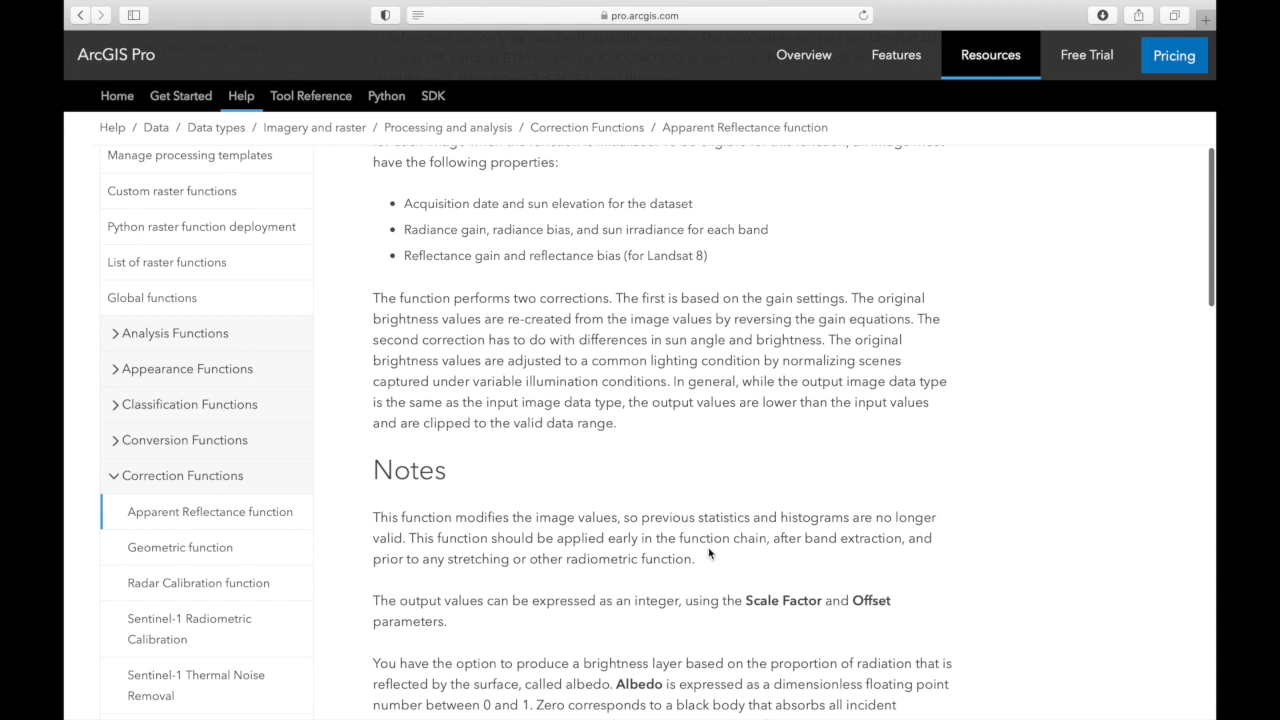 pro.arcgis.com
ArcGIS Pro
Overview
Features
Resources
Free Trial
Pricing
Home
Get Started
Help
Tool Reference
Python
SDK
Help / Data / Data types / Imagery and raster / Processing and analysis / Correction Functions / Apparent Reflectance function
Manage processing templates
Custom raster functions
Python raster function deployment
List of raster functions
Global functions
Analysis Functions
Appearance Functions
Classification Functions
Conversion Functions
Correction Functions
Apparent Reflectance function
Geometric function
Radar Calibration function
Sentinel-1 Radiometric
Calibration
Sentinel-1 Thermal Noise
Removal
have the following properties:
• Acquisition date and sun elevation for the dataset
• Radiance gain, radiance bias, and sun irradiance for each band
• Reflectance gain and reflectance bias (for Landsat 8)
The function performs two corrections. The first is based on the gain settings. The original
brightness values are re-created from the image values by reversing the gain equations. The
second correction has to do with differences in sun angle and brightness. The original
brightness values are adjusted to a common lighting condition by normalizing scenes
captured under variable illumination conditions. In general, while the output image data type
is the same as the input image data type, the output values are lower than the input values
and are clipped to the valid data range.
Notes
This function modifies the image values, so previous statistics and histograms are no longer
valid. This function should be applied early in the function chain, after band extraction, and
prior to any stretching or other radiometric function.
The output values can be expressed as an integer, using the Scale Factor and Offset
parameters.
You have the option to produce a brightness layer based on the proportion of radiation that is
reflected by the surface, called albedo. Albedo is expressed as a dimensionless floating point
number between 0 and 1. Zero corresponds to a black body that absorbs all incident